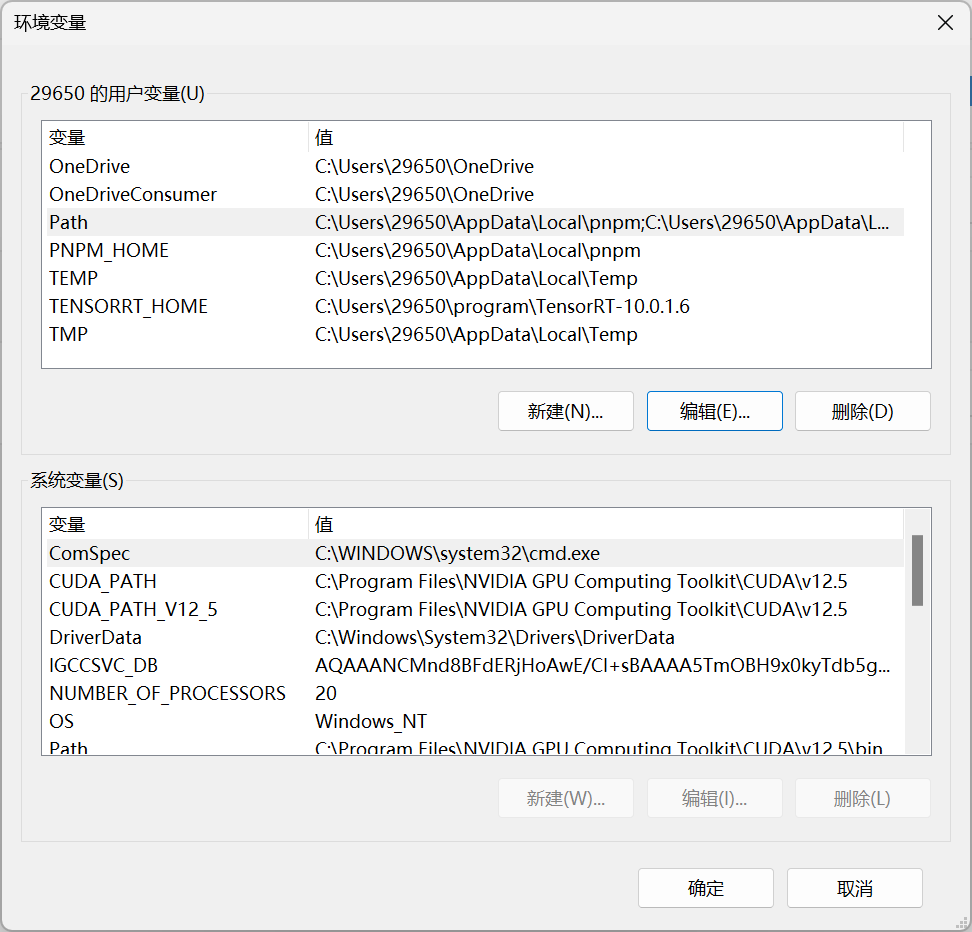 环境变量
29650 的用户变量(U)
变量 值
OneDrive C:\Users\29650\OneDrive
OneDriveConsumer C:\Users\29650\OneDrive
Path C:\Users\29650\AppData\Local\pnpm;C:\Users\29650\AppData\L...
PNPM_HOME C:\Users\29650\AppData\Local\pnpm
TEMP C:\Users\29650\AppData\Local\Temp
TENSORRT_HOME C:\Users\29650\program\TensorRT-10.0.1.6
TMP C:\Users\29650\AppData\Local\Temp
新建(N)... 编辑(E)... 删除(D)
系统变量(S)
变量 值
ComSpec C:\WINDOWS\system32\cmd.exe
CUDA_PATH C:\Program Files\NVIDIA GPU Computing Toolkit\CUDA\v12.5
CUDA_PATH_V12_5 C:\Program Files\NVIDIA GPU Computing Toolkit\CUDA\v12.5
DriverData C:\Windows\System32\Drivers\DriverData
IGCCSVC_DB AQAAANCMnd8BFdERjHoAwE/Cl+sBAAAA5TmOBH9x0kyTdb5g...
NUMBER_OF_PROCESSORS 20
OS Windows_NT
Path C:\Program Files\NVIDIA GPU Computing Toolkit\CUDA\v12.5\bin
新建(W)... 编辑(I)... 删除(L)
确定 取消